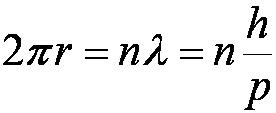 2πr = nλ = n h/p